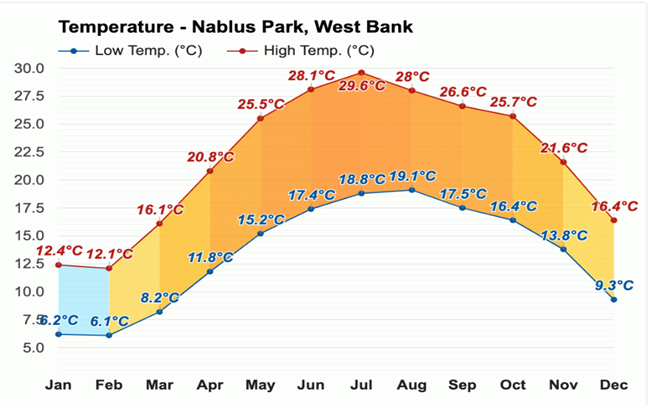 Temperature - Nablus Park, West Bank
Low Temp. (°C) High Temp. (°C)
30.0
27.5
25.0
22.5
20.0
17.5
15.0
12.5
10.0
7.5
5.0
12.4°C 12.1°C 16.1°C 20.8°C 25.5°C 28.1°C 29.6°C 28°C 26.6°C 25.7°C 21.6°C 16.4°C
6.2°C 6.1°C 8.2°C 11.8°C 15.2°C 17.4°C 18.8°C 19.1°C 17.5°C 16.4°C 13.8°C 9.3°C
Jan Feb Mar Apr May Jun Jul Aug Sep Oct Nov Dec